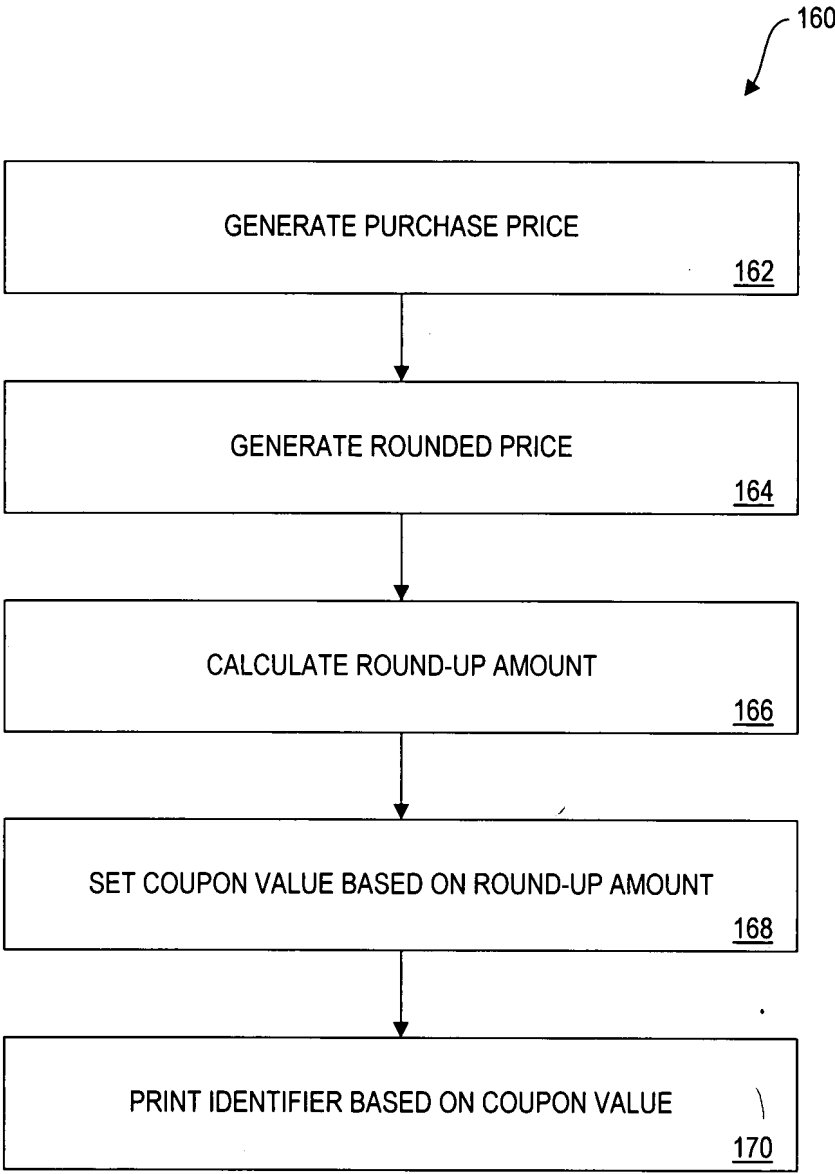 160
GENERATE PURCHASE PRICE
162
GENERATE ROUNDED PRICE
164
CALCULATE ROUND-UP AMOUNT
166
SET COUPON VALUE BASED ON ROUND-UP AMOUNT
168
PRINT IDENTIFIER BASED ON COUPON VALUE
170